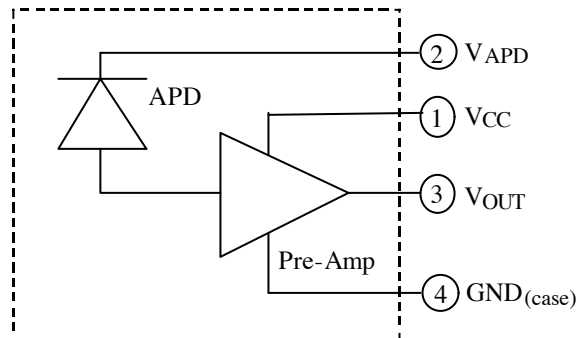 2 VAPD
APD
1 VCC
3 VOUT
Pre-Amp
4 GND(case)